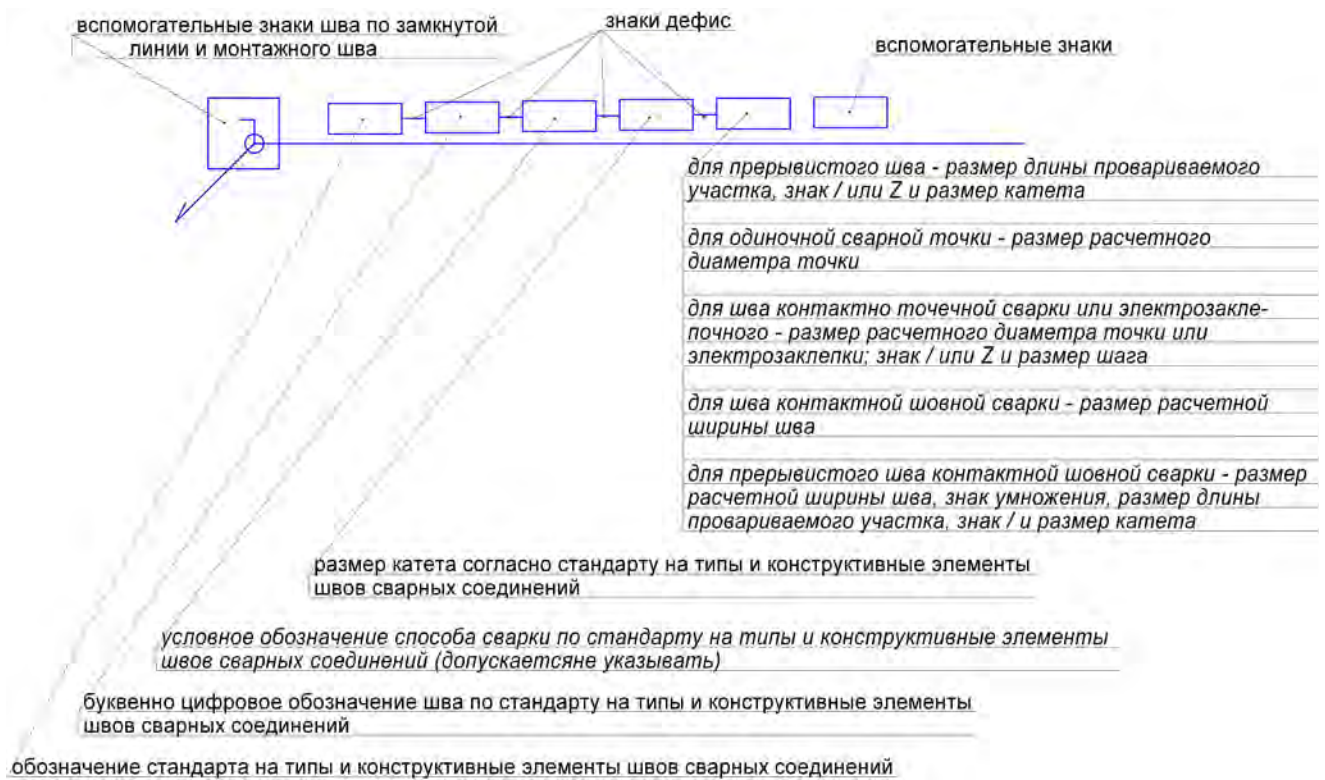 вспомогательные знаки шва по замкнутой
линии и монтажного шва
знаки дефис
вспомогательные знаки
для прерывистого шва - размер длины провариваемого
участка, знак / или Z и размер катета
для одиночной сварной точки - размер расчетного
диаметра точки
для шва контактно точечной сварки или электрозакле-
почного - размер расчетного диаметра точки или
электрозаклепки; знак / или Z и размер шага
для шва контактной шовной сварки - размер расчетной
ширины шва
для прерывистого шва контактной шовной сварки - размер
расчетной ширины шва, знак умножения, размер длины
провариваемого участка, знак / и размер катета
размер катета согласно стандарту на типы и конструктивные элементы
швов сварных соединений
условное обозначение способа сварки по стандарту на типы и конструктивные элементы
швов сварных соединений (допускаетсяне указывать)
буквенно цифровое обозначение шва по стандарту на типы и конструктивные элементы
швов сварных соединений
обозначение стандарта на типы и конструктивные элементы швов сварных соединений